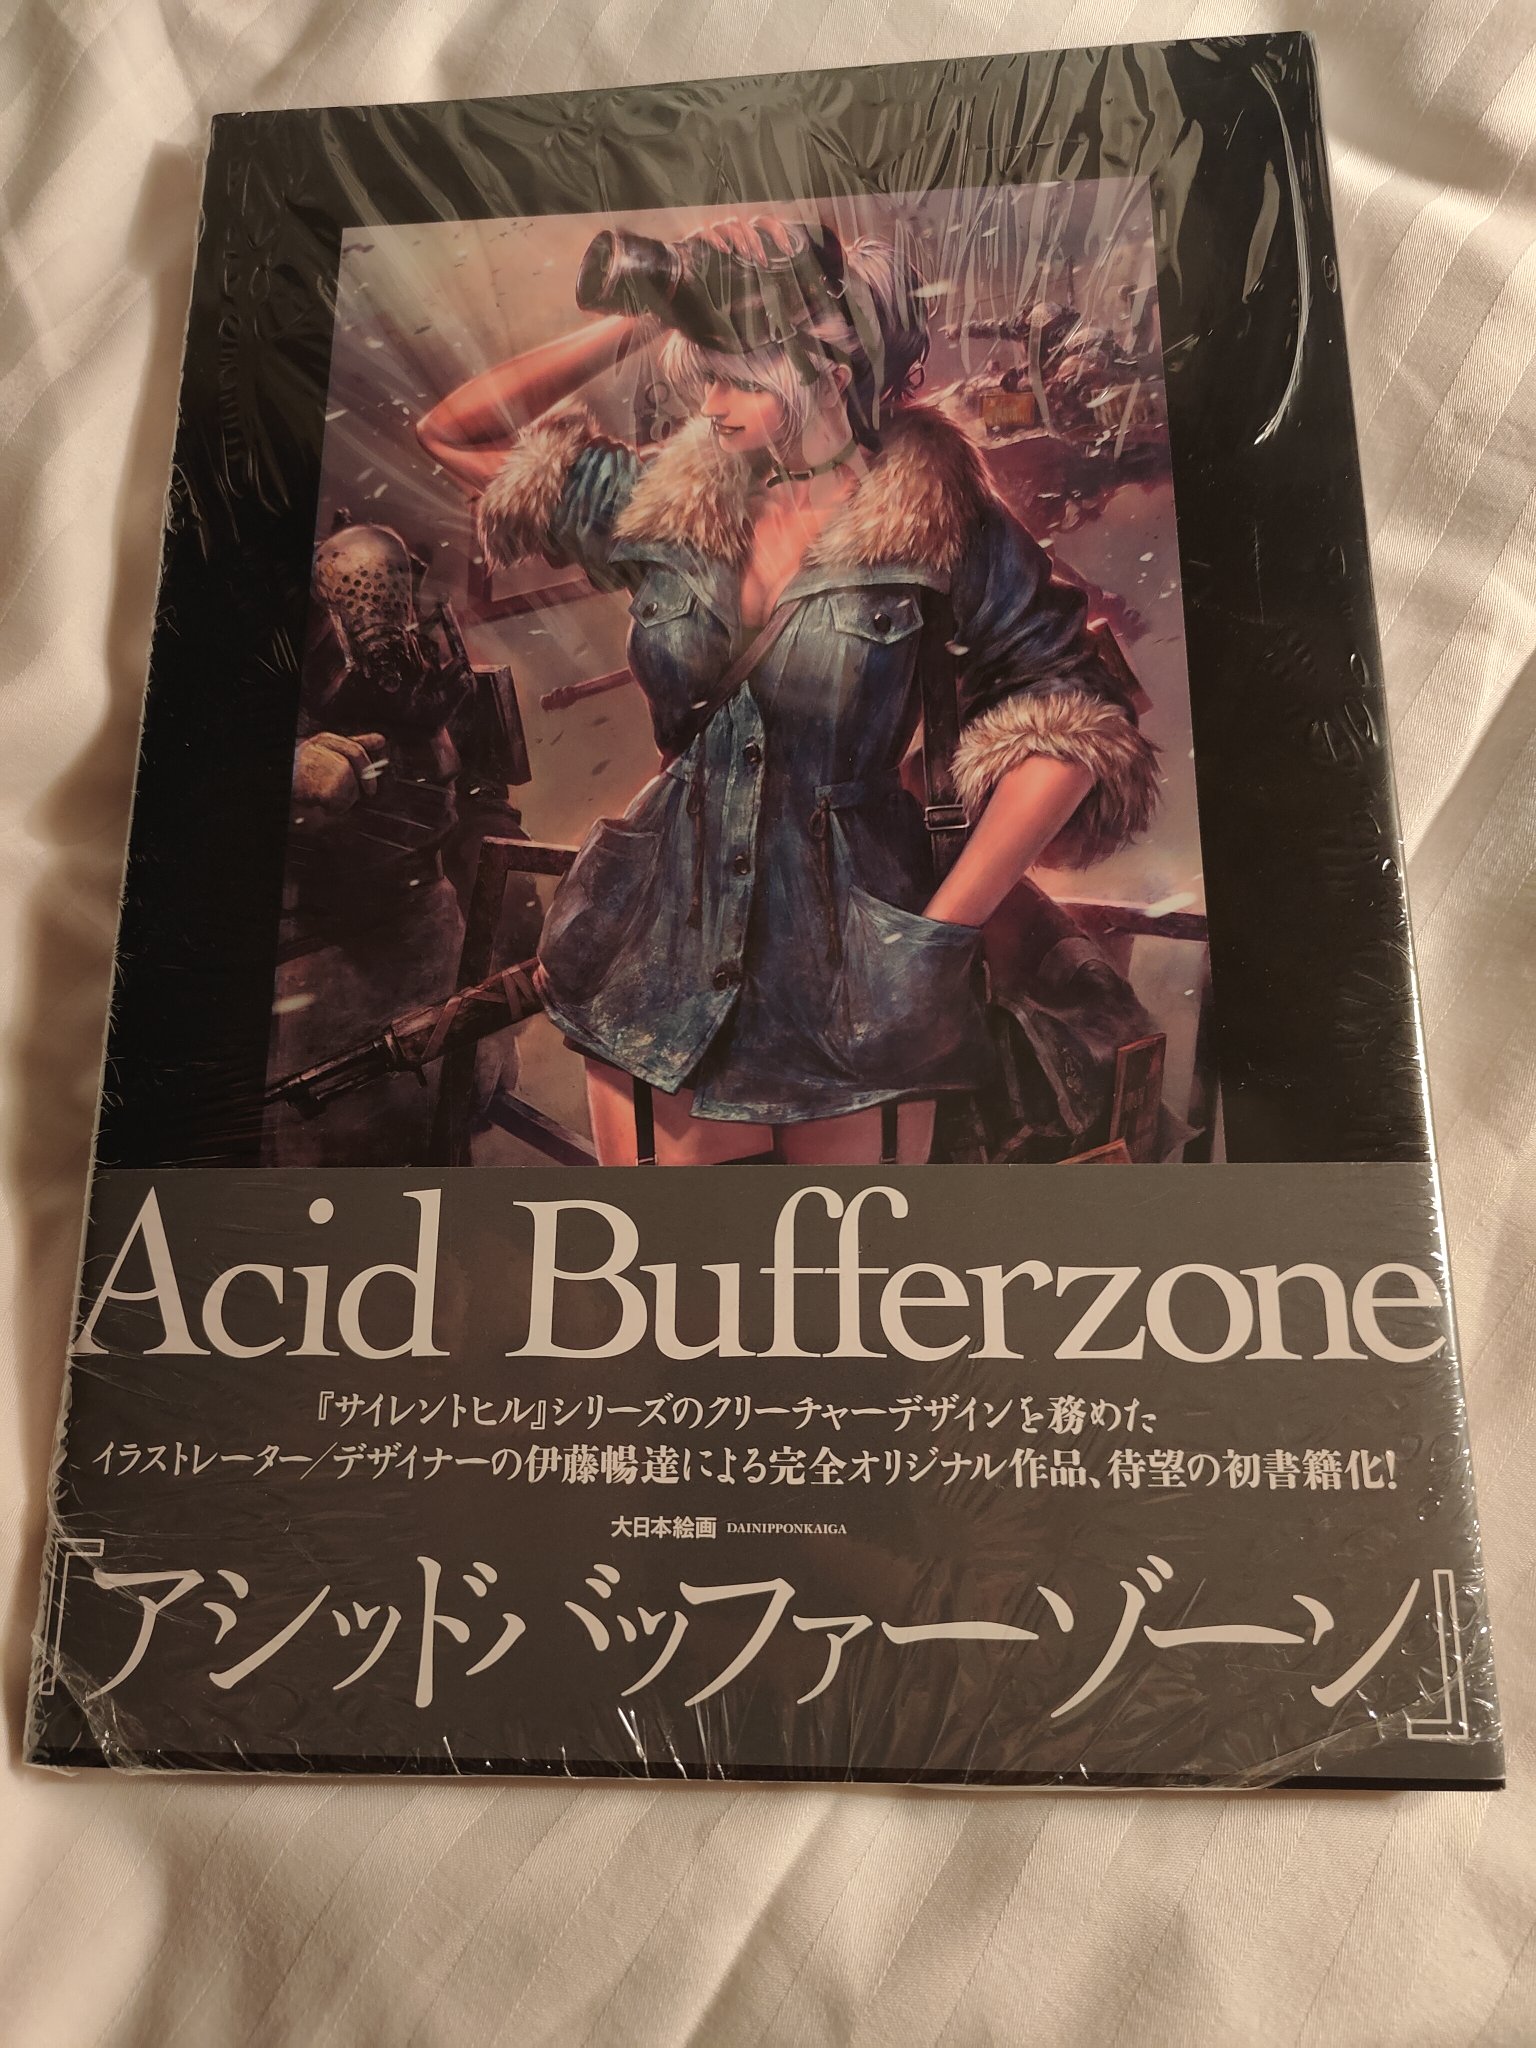 Acid Bufferzone
『サイレントヒル』シリーズのクリーチャーデザインを務めた
イラストレーター/デザイナーの伊藤暢達による完全オリジナル作品、待望の初書籍化!
大日本絵画 DAINIPPONKAIGA
『アシッドバッファーゾーン』